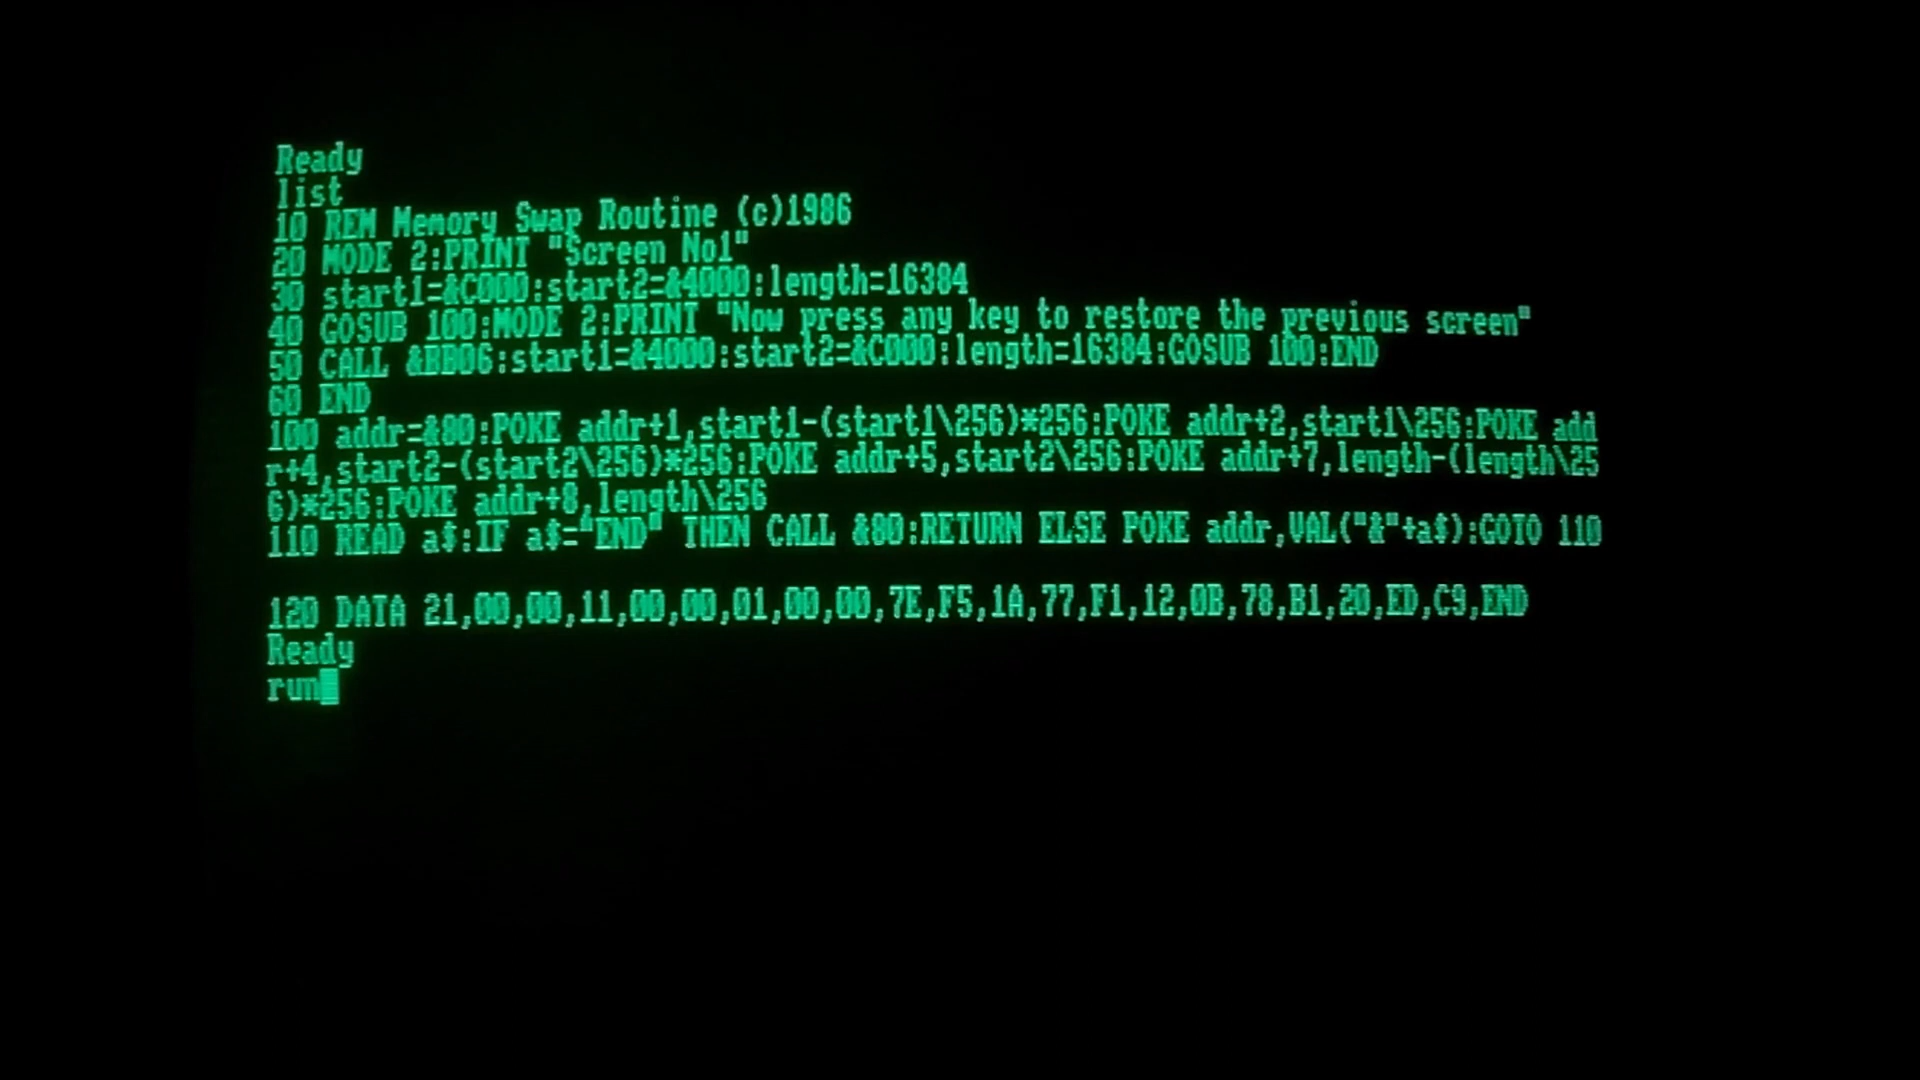 Ready
list
10 REM Memory Swap Routine (c)1986
20 MODE 2:PRINT "Screen No1"
30 start1=&C000:start2=&4000:length=16384
40 GOSUB 100:MODE 2:PRINT "Now press any key to restore the previous screen"
50 CALL &BB06:start1=&4000:start2=&C000:length=16384:GOSUB 100:END
60 END
100 addr=&80:POKE addr+1,start1-(start1\256)*256:POKE addr+2,start1\256:POKE add
r+4,start2-(start2\256)*256:POKE addr+5,start2\256:POKE addr+7,length-(length\25
6)*256:POKE addr+8,length\256
110 READ a$:IF a$="END" THEN CALL &80:RETURN ELSE POKE addr,VAL("&"+a$):GOTO 110
120 DATA 21,00,00,11,00,00,01,00,00,7E,F5,1A,77,F1,12,0B,78,B1,20,ED,C9,END
Ready
run